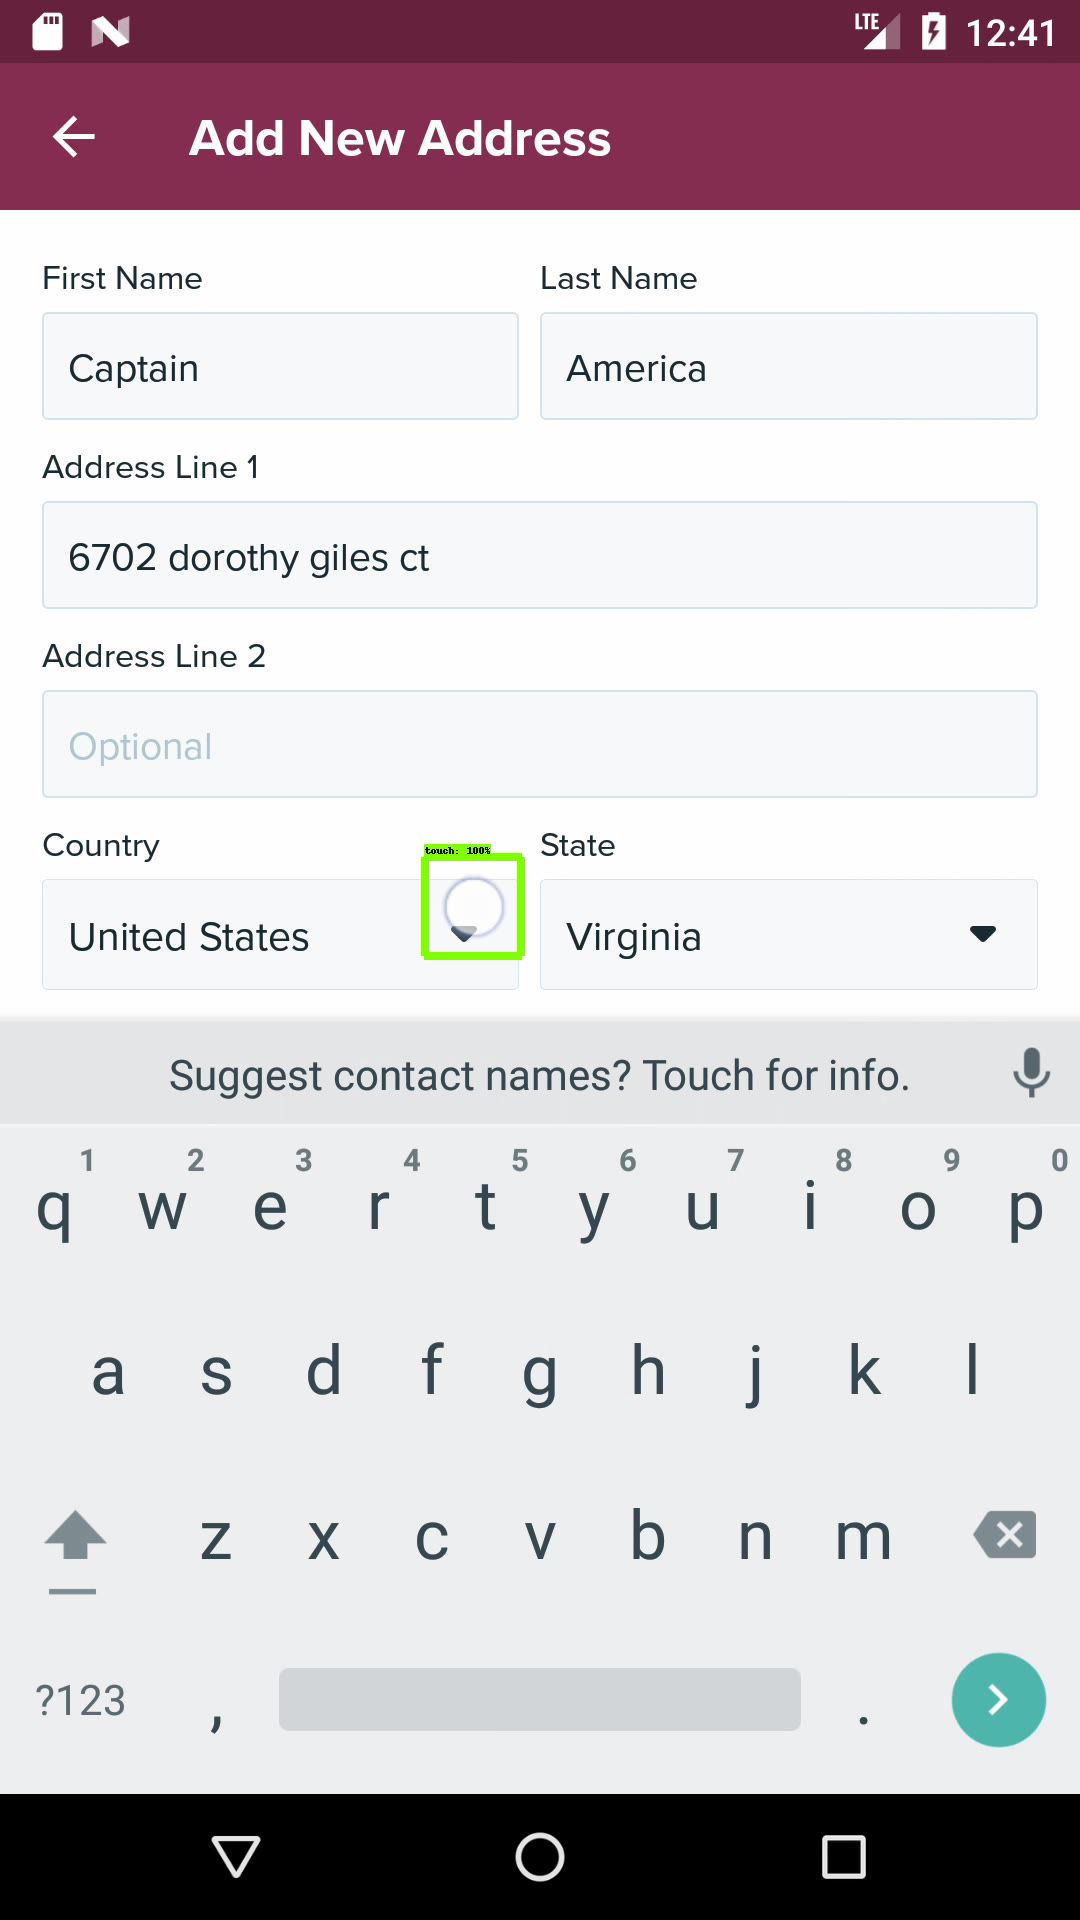 LTE 12:41
Add New Address
First Name Last Name
Captain America
Address Line 1
6702 dorothy giles ct
Address Line 2
Optional
Country touch: 100% State
United States Virginia
Suggest contact names? Touch for info.
1 2 3 4 5 6 7 8 9 0
q w e r t y u i o p
a s d f g h j k l
z x c v b n m
?123 , .